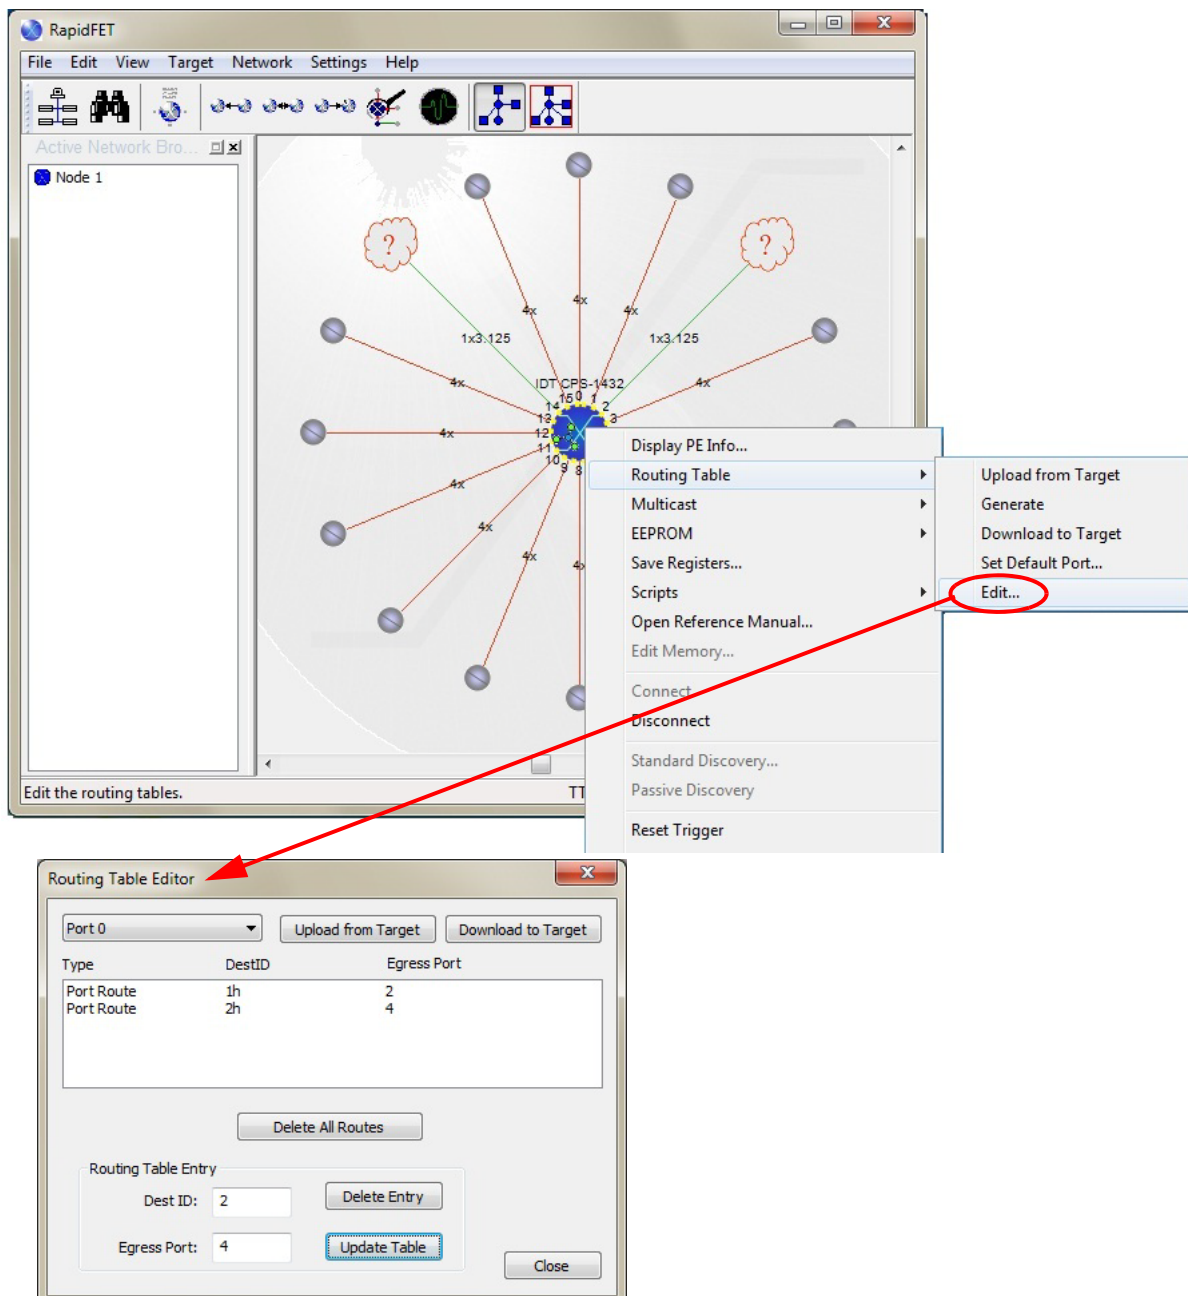 RapidFET
File Edit View Target Network Settings Help
Active Network Bro...
Node 1
? ?
4x 4x 4x
1x3.125 1x3.125
4x 4x
IDT CPS-1432
15 0 1
14 2
13 3
4x 12
11
10 9 8
4x
4x
4x
Display PE Info...
Routing Table
Multicast
EEPROM
Save Registers...
Scripts
Open Reference Manual...
Edit Memory...
Connect
Disconnect
Standard Discovery...
Passive Discovery
Reset Trigger
Upload from Target
Generate
Download to Target
Set Default Port...
Edit...
Edit the routing tables.
Routing Table Editor
Port 0 Upload from Target Download to Target
Type DestID Egress Port
Port Route 1h 2
Port Route 2h 4
Delete All Routes
Routing Table Entry
Dest ID: 2 Delete Entry
Egress Port: 4 Update Table
Close